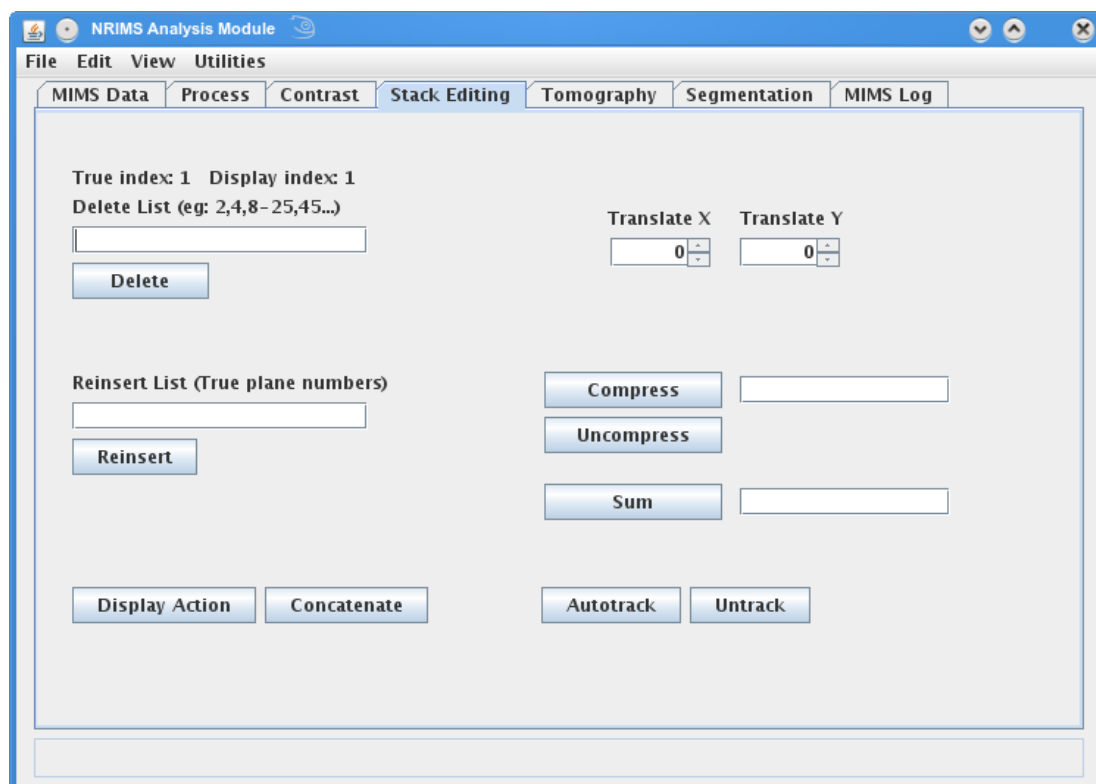 NRIMS Analysis Module
File Edit View Utilities
MIMS Data Process Contrast Stack Editing Tomography Segmentation MIMS Log
True index: 1 Display index: 1
Delete List (eg: 2,4,8-25,45...)
Translate X Translate Y
0 0
Delete
Reinsert List (True plane numbers)
Compress
Uncompress
Reinsert
Sum
Display Action Concatenate Autotrack Untrack